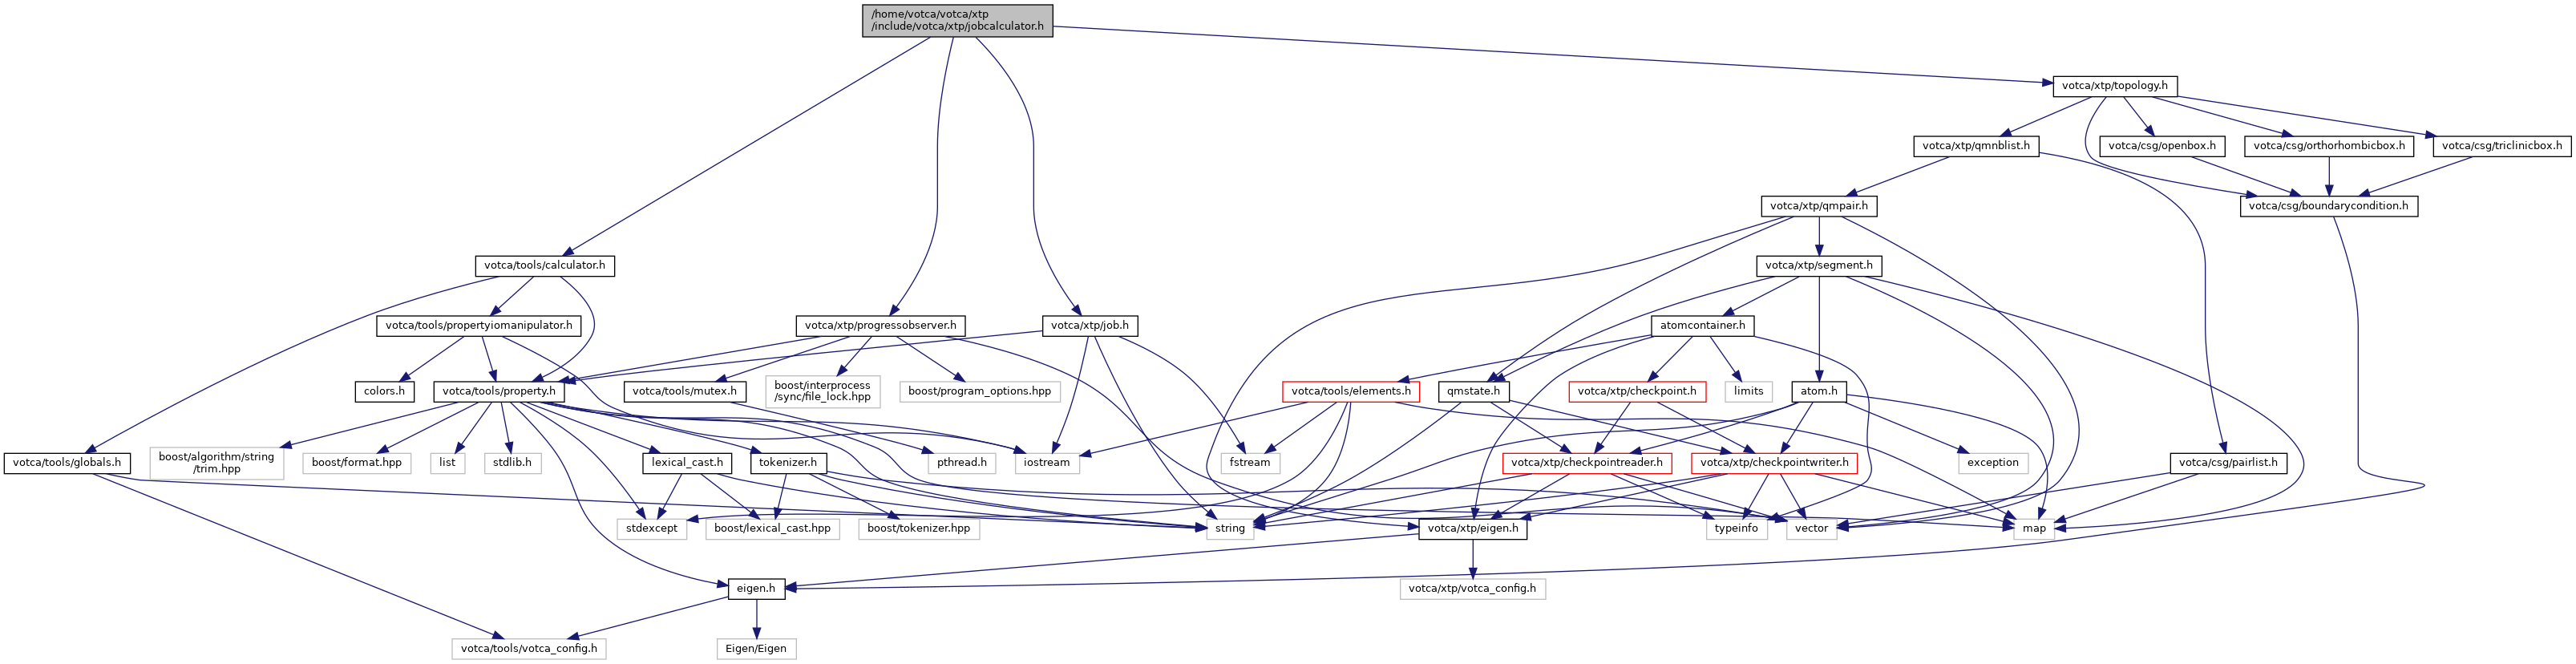 /home/votca/votca/xtp
/include/votca/xtp/jobcalculator.h
votca/xtp/topology.h
votca/xtp/qmnblist.h
votca/csg/openbox.h
votca/csg/orthorhombicbox.h
votca/csg/triclinicbox.h
votca/xtp/qmpair.h
votca/csg/boundarycondition.h
votca/tools/calculator.h
votca/xtp/segment.h
votca/tools/propertyiomanipulator.h
votca/xtp/progressobserver.h
votca/xtp/job.h
atomcontainer.h
colors.h
votca/tools/property.h
votca/tools/mutex.h
boost/interprocess
/sync/file_lock.hpp
boost/program_options.hpp
votca/tools/elements.h
qmstate.h
votca/xtp/checkpoint.h
limits
atom.h
votca/tools/globals.h
boost/algorithm/string
/trim.hpp
boost/format.hpp
list
stdlib.h
lexical_cast.h
tokenizer.h
pthread.h
iostream
fstream
votca/xtp/checkpointreader.h
votca/xtp/checkpointwriter.h
exception
votca/csg/pairlist.h
stdexcept
boost/lexical_cast.hpp
boost/tokenizer.hpp
string
votca/xtp/eigen.h
typeinfo
vector
map
eigen.h
votca/xtp/votca_config.h
votca/tools/votca_config.h
Eigen/Eigen